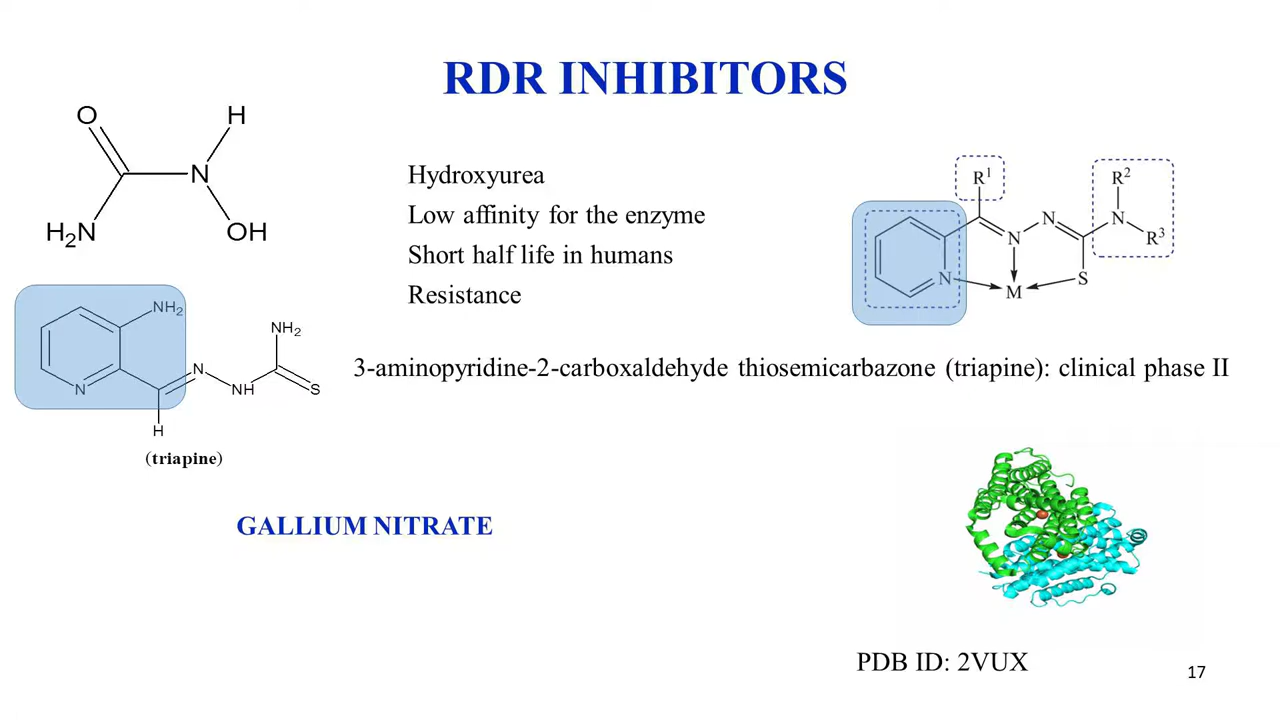 RDR INHIBITORS
O
H
N
H₂N
OH
Hydroxyurea
Low affinity for the enzyme
Short half life in humans
Resistance
R¹
R²
N
N
N
R³
N
M
S
NH₂
NH₂
N
N
NH
S
H
(triapine)
3-aminopyridine-2-carboxaldehyde thiosemicarbazone (triapine): clinical phase II
GALLIUM NITRATE
PDB ID: 2VUX
17